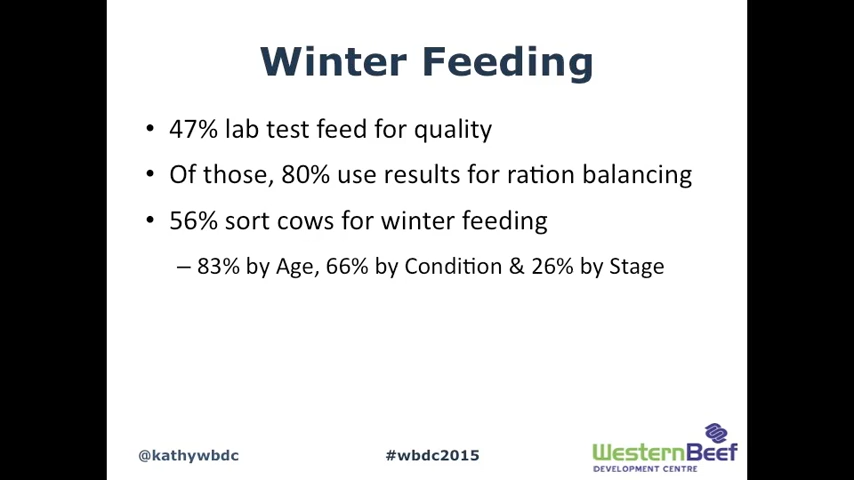 Winter Feeding
• 47% lab test feed for quality
• Of those, 80% use results for ration balancing
• 56% sort cows for winter feeding
– 83% by Age, 66% by Condition & 26% by Stage
@kathywbdc
#wbdc2015
WesternBeef
DEVELOPMENT CENTRE